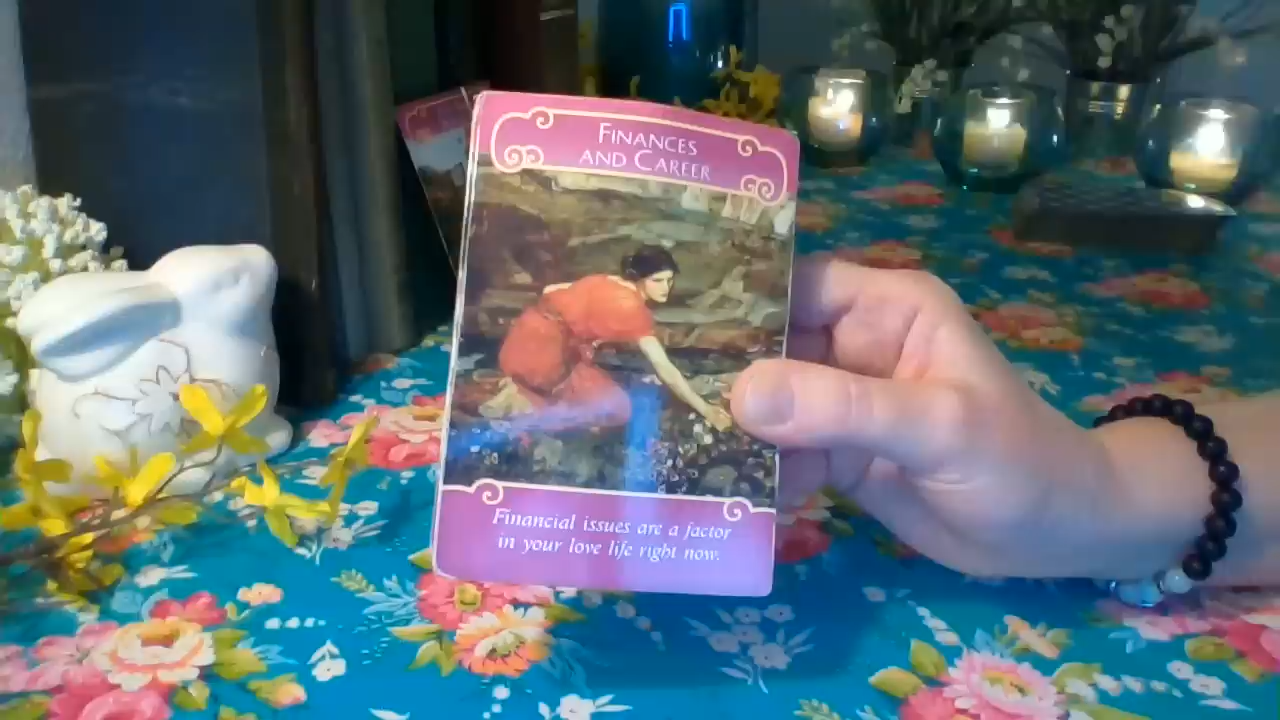 FINANCES
AND CAREER
Financial issues are a factor
in your love life right now.